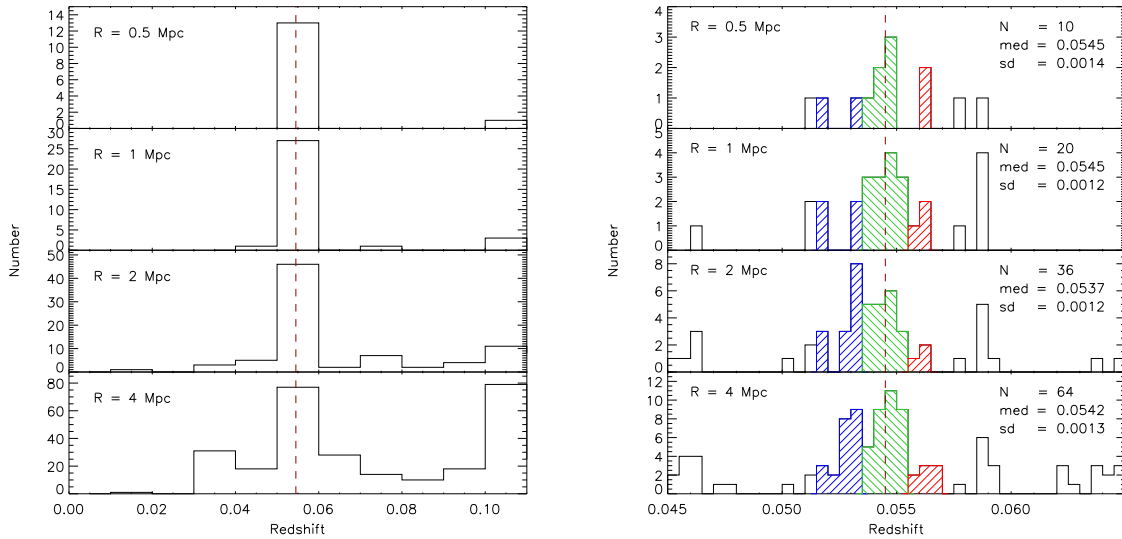 14
12
10
8
6
4
2
0
R = 0.5 Mpc
30
25
20
15
10
5
0
R = 1 Mpc
50
40
30
20
10
0
R = 2 Mpc
80
60
40
20
0
R = 4 Mpc
Number
0.00 0.02 0.04 0.06 0.08 0.10
Redshift
4
3
2
1
0
R = 0.5 Mpc
N = 10
med = 0.0545
sd = 0.0014
5
4
3
2
1
0
R = 1 Mpc
N = 20
med = 0.0545
sd = 0.0012
8
6
4
2
0
R = 2 Mpc
N = 36
med = 0.0537
sd = 0.0012
12
10
8
6
4
2
0
R = 4 Mpc
N = 64
med = 0.0542
sd = 0.0013
Number
0.045 0.050 0.055 0.060
Redshift